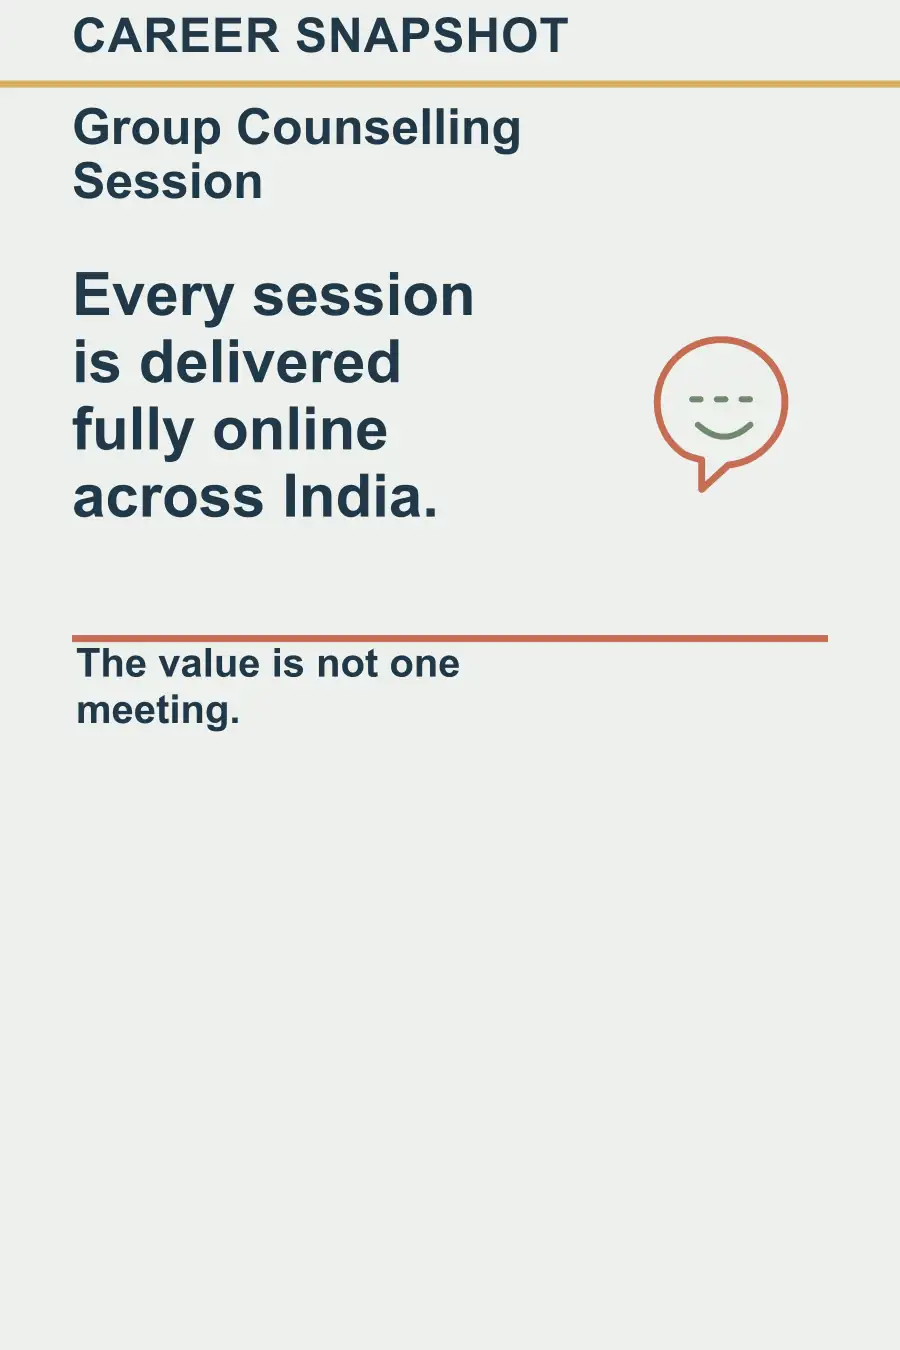 CAREER SNAPSHOT
Group Counselling
Session
Every session
is delivered
fully online
across India.
The value is not one
meeting.